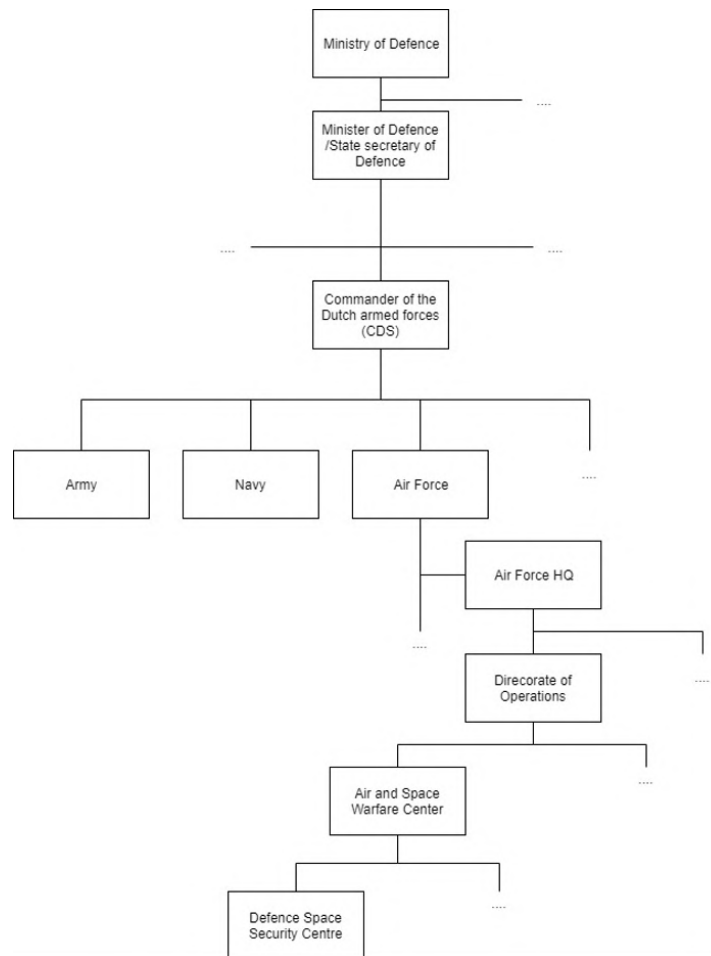 Ministry of Defence
....
Minister of Defence
/State secretary of
Defence
....
....
Commander of the
Dutch armed forces
(CDS)
Army
Navy
Air Force
....
Air Force HQ
....
Direcorate of
Operations
....
....
Air and Space
Warfare Center
....
Defence Space
Security Centre